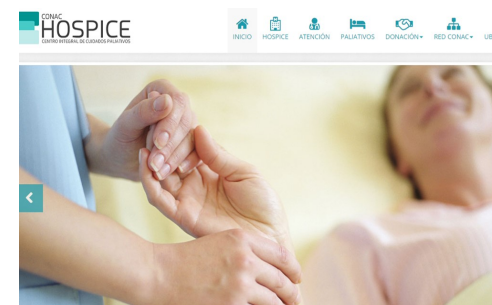 CONAC
HOSPICE
CENTRO INTEGRAL DE CUIDADOS PALIATIVOS
INICIO
HOSPICE
ATENCIÓN
PALIATIVOS
DONACIÓN
RED CONAC